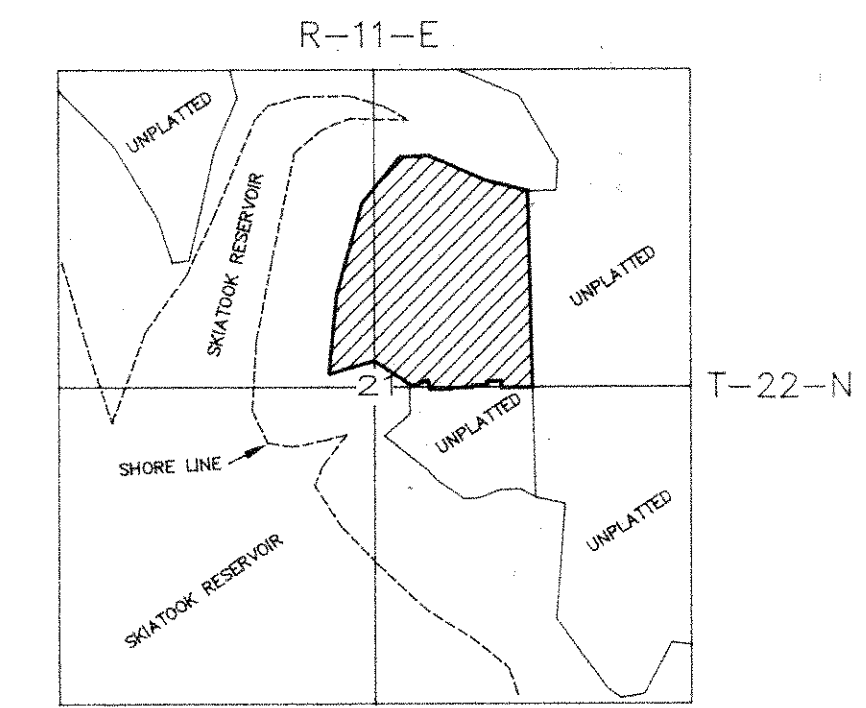 R-11-E
UNPLATTED
SKIATOOK RESERVOIR
UNPLATTED
21
T-22-N
UNPLATTED
SHORE LINE
UNPLATTED
SKIATOOK RESERVOIR